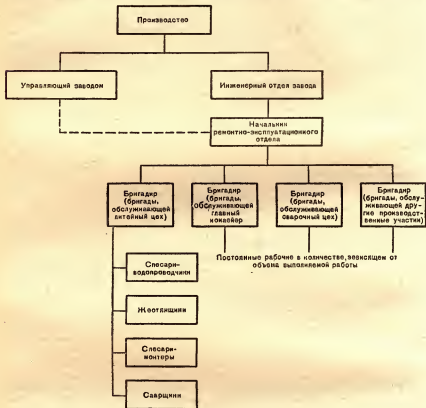 Производство
Управляющий заводом
Инженерный отдел завода
Начальник
ремонтно-эксплуатационного
отдела
Бригадир
(бригады,
обслуживающей
литейный цех)
Бригадир
(бригады,
обслуживающей
главный
конвейер
Бригадир
(бригады,
обслуживающей
сварочный цех)
Бригадир
(бригады, обслу-
живающей дру-
гие производст-
венные участки)
Постоянные рабочие в количестве, зависящем от
объема выполняемой работы
Слесари-
водопроводчики
Жестянщики
Слесари-
монтеры
Сварщики